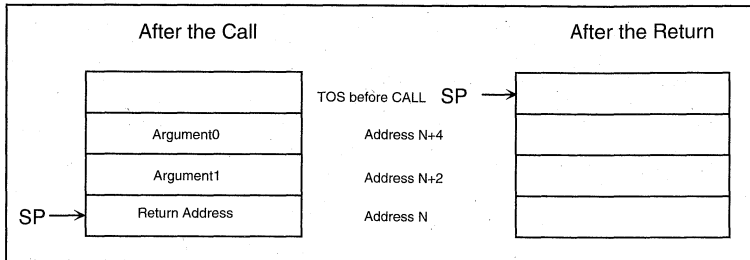 After the Call
After the Return
TOS before CALL SP
Argument0 Address N+4
Argument1 Address N+2
SP Return Address Address N